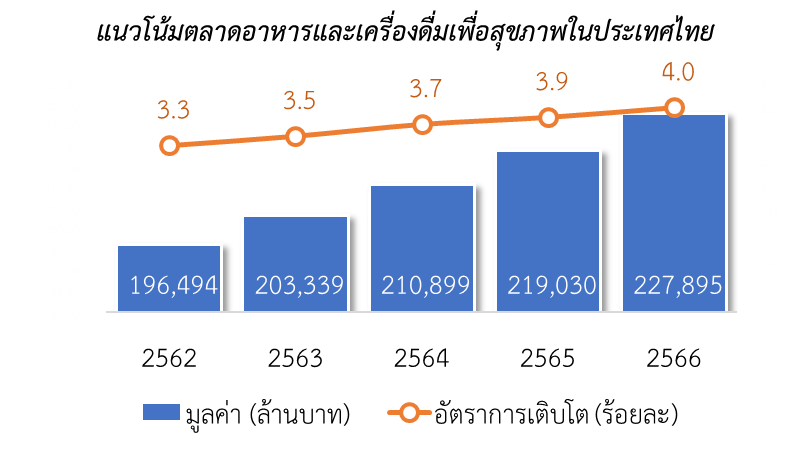 แนวโน้มตลาดอาหารและเครื่องดื่มเพื่อสุขภาพในประเทศไทย
3.3 3.5 3.7 3.9 4.0
196,494 203,339 210,899 219,030 227,895
2562 2563 2564 2565 2566
มูลค่า (ล้านบาท) อัตราการเติบโต (ร้อยละ)